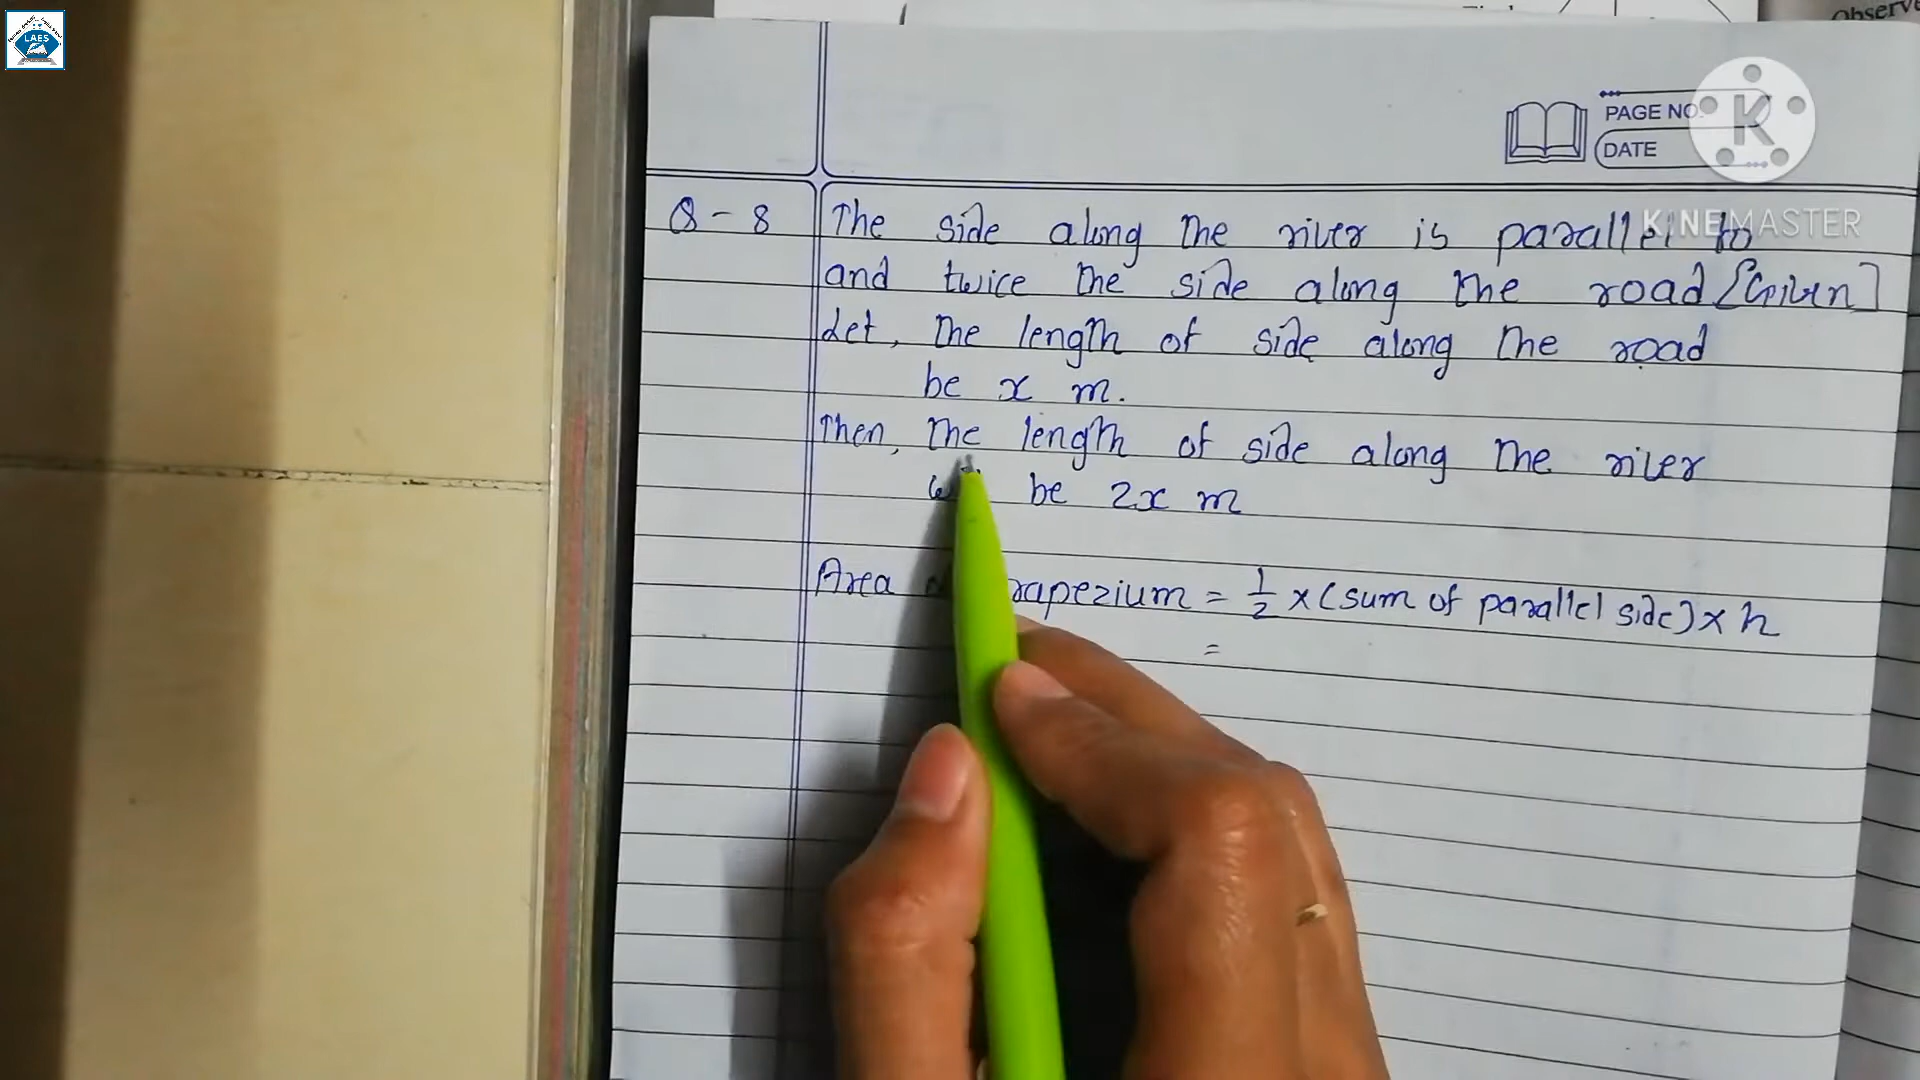 Observe
LAES
PAGE NO.
DATE
KINEMASTER
Q - 8 The side along the river is parallel to
and twice the side along the road [Given]
Let, the length of side along the road
be x m.
Then, the length of side along the river
be 2x m
Area = 1/2 x (sum of parallel side) x h
=